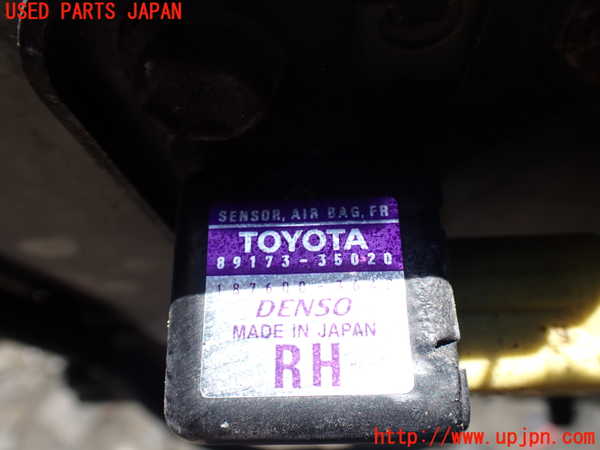 USED PARTS JAPAN
SENSOR, AIR BAG, FR
TOYOTA
89173-35020
DENSO
MADE IN JAPAN
RH
http://www.upjpn.com/